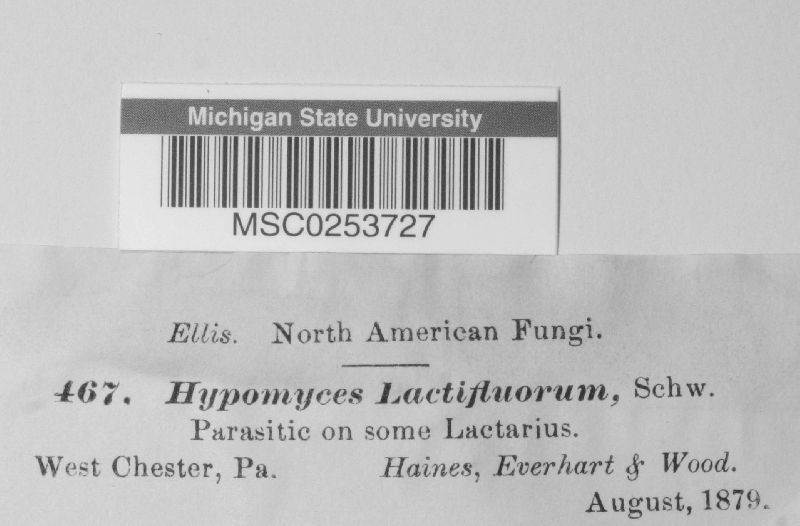 Michigan State University
MSC0253727
Ellis. North American Fungi.
467. Hypomyces Lactifluorum, Schw.
Parasitic on some Lactarius.
West Chester, Pa. Haines, Everhart & Wood.
August, 1879.